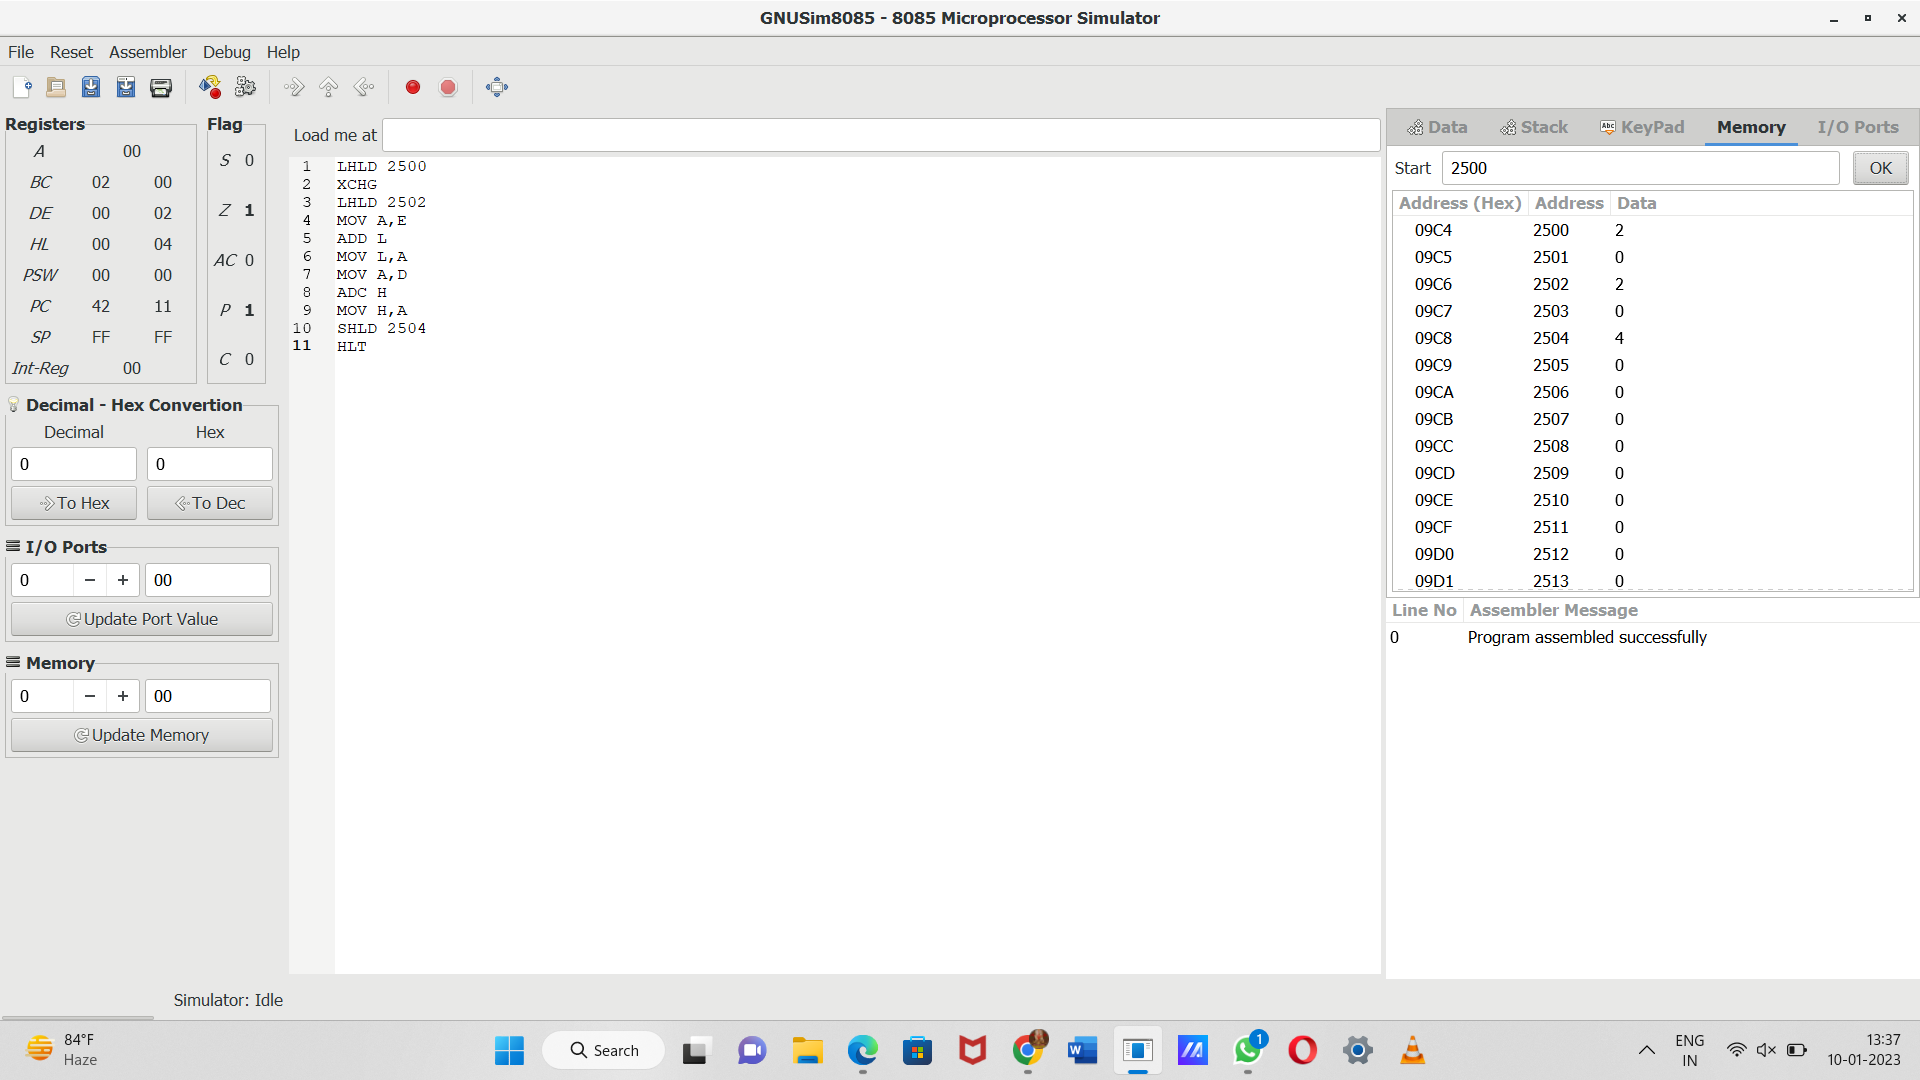 GNUSim8085 - 8085 Microprocessor Simulator
File Reset Assembler Debug Help
Registers
A 00
BC 02 00
DE 00 02
HL 00 04
PSW 00 00
PC 42 11
SP FF FF
Int-Reg 00
Flag
S 0
Z 1
AC 0
P 1
C 0
Decimal - Hex Convertion
Decimal Hex
0 0
To Hex To Dec
I/O Ports
0 − + 00
Update Port Value
Memory
0 − + 00
Update Memory
Load me at
1 LHLD 2500
2 XCHG
3 LHLD 2502
4 MOV A,E
5 ADD L
6 MOV L,A
7 MOV A,D
8 ADC H
9 MOV H,A
10 SHLD 2504
11 HLT
Data Stack Abc KeyPad Memory I/O Ports
Start 2500 OK
Address (Hex) Address Data
09C4 2500 2
09C5 2501 0
09C6 2502 2
09C7 2503 0
09C8 2504 4
09C9 2505 0
09CA 2506 0
09CB 2507 0
09CC 2508 0
09CD 2509 0
09CE 2510 0
09CF 2511 0
09D0 2512 0
09D1 2513 0
Line No Assembler Message
0 Program assembled successfully
Simulator: Idle
84°F
Haze
Search
1
ENG
IN
13:37
10-01-2023